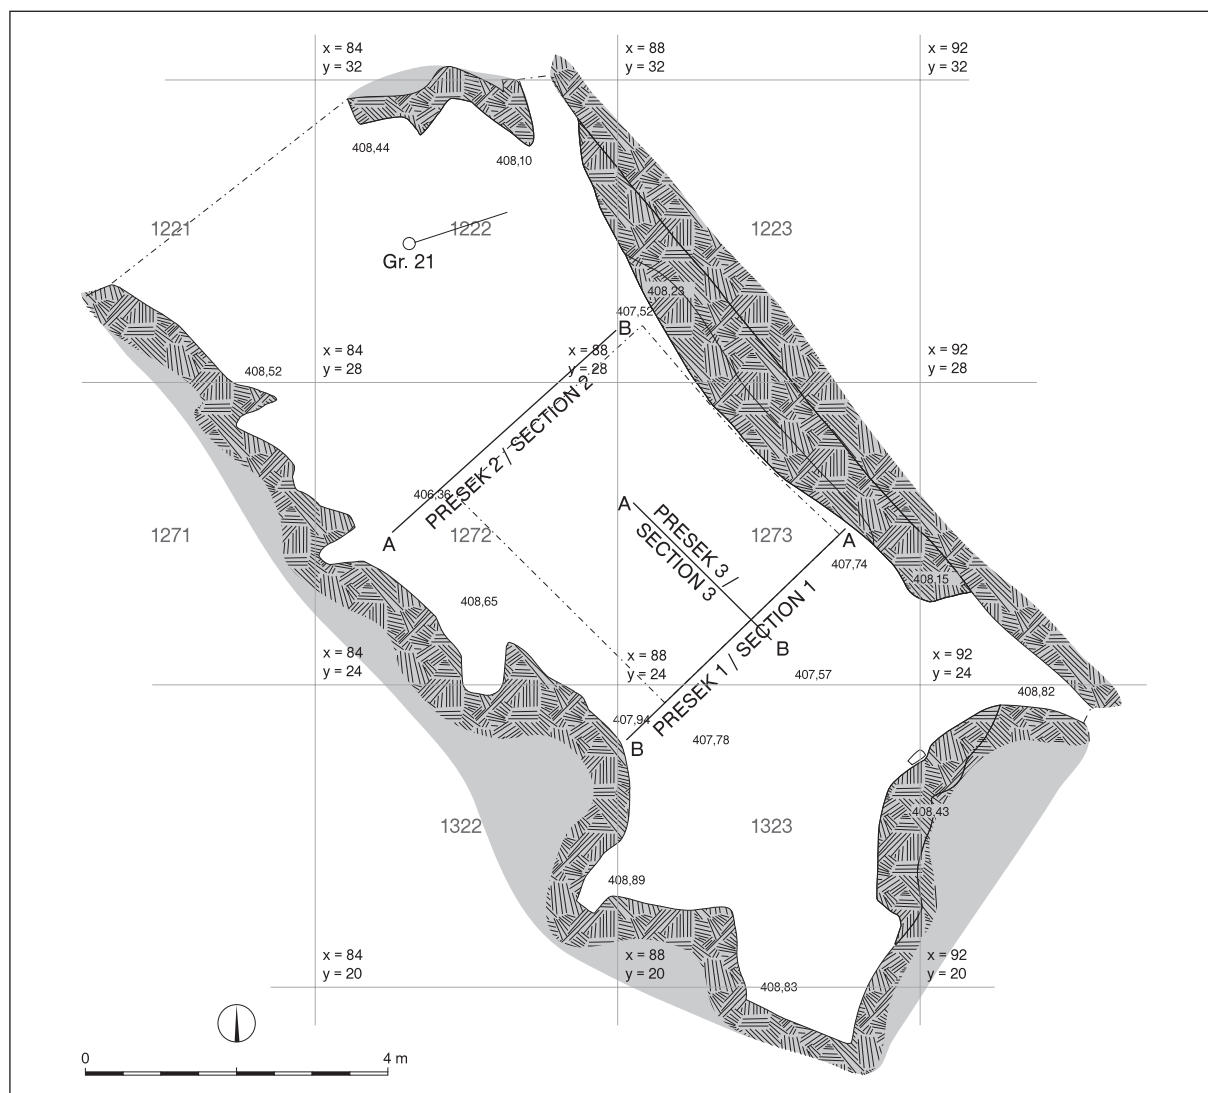 x = 84
y = 32
x = 88
y = 32
x = 92
y = 32
408,44
408,10
1221
1222
1223
Gr. 21
408,23
407,52
B
x = 84
y = 28
x = 88
y = 28
x = 92
y = 28
408,52
PRESEK 2 / SECTION 2
406,36
A
A
PRESEK 3 /
SECTION 3
1271
1272
1273
A
407,74
408,15
408,65
PRESEK 1 / SECTION 1
B
x = 84
y = 24
x = 88
y = 24
x = 92
y = 24
407,57
408,82
407,94
407,78
B
408,43
1322
1323
408,89
x = 84
y = 20
x = 88
y = 20
x = 92
y = 20
408,83
0
4 m